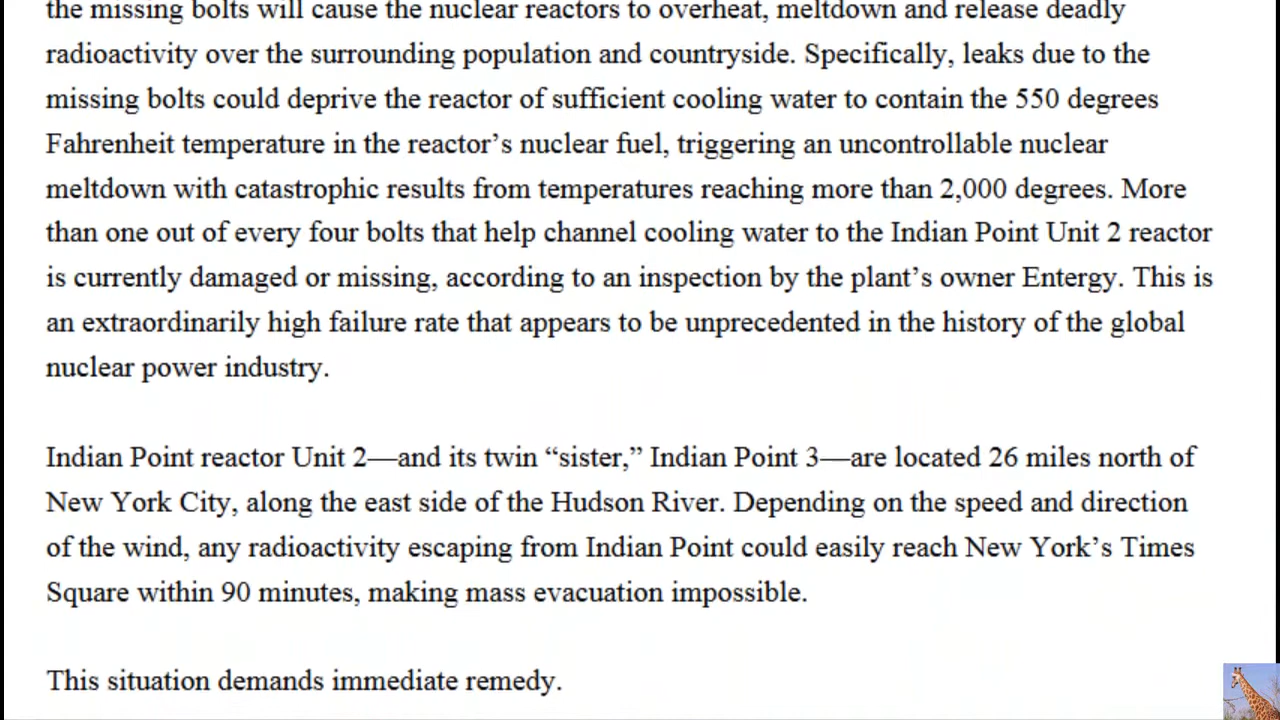 the missing bolts will cause the nuclear reactors to overheat, meltdown and release deadly
radioactivity over the surrounding population and countryside. Specifically, leaks due to the
missing bolts could deprive the reactor of sufficient cooling water to contain the 550 degrees
Fahrenheit temperature in the reactor’s nuclear fuel, triggering an uncontrollable nuclear
meltdown with catastrophic results from temperatures reaching more than 2,000 degrees. More
than one out of every four bolts that help channel cooling water to the Indian Point Unit 2 reactor
is currently damaged or missing, according to an inspection by the plant’s owner Entergy. This is
an extraordinarily high failure rate that appears to be unprecedented in the history of the global
nuclear power industry.
Indian Point reactor Unit 2—and its twin “sister,” Indian Point 3—are located 26 miles north of
New York City, along the east side of the Hudson River. Depending on the speed and direction
of the wind, any radioactivity escaping from Indian Point could easily reach New York’s Times
Square within 90 minutes, making mass evacuation impossible.
This situation demands immediate remedy.